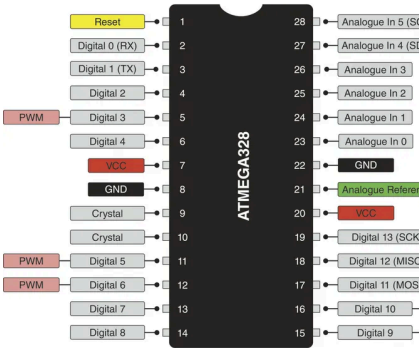 Reset 1 28 Analogue In 5 (SC
Digital 0 (RX) 2 27 Analogue In 4 (SD
Digital 1 (TX) 3 26 Analogue In 3
Digital 2 4 25 Analogue In 2
PWM Digital 3 5 24 Analogue In 1
Digital 4 6 23 Analogue In 0
VCC 7 22 GND
GND 8 21 Analogue Referen
Crystal 9 20 VCC
Crystal 10 19 Digital 13 (SCK
PWM Digital 5 11 18 Digital 12 (MISO
PWM Digital 6 12 17 Digital 11 (MOS
Digital 7 13 16 Digital 10
Digital 8 14 15 Digital 9
ATMEGA328